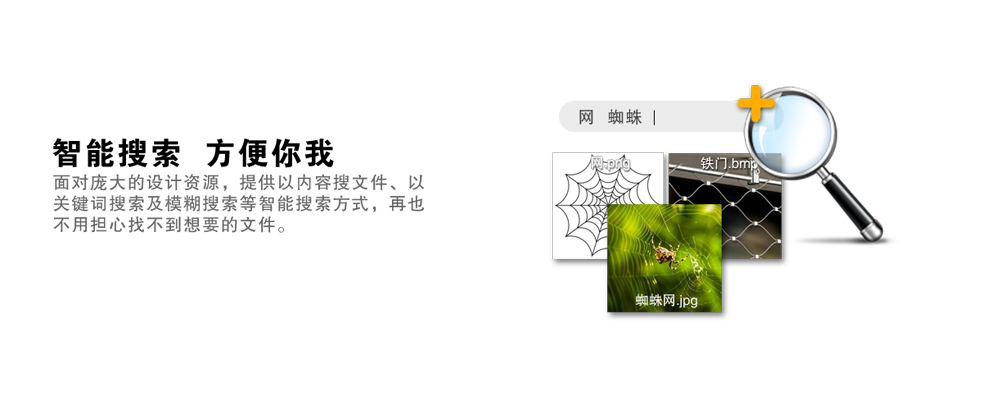 智能搜索 方便你我
面对庞大的设计资源，提供以内容搜文件、以
关键词搜索及模糊搜索等智能搜索方式，再也
不用担心找不到想要的文件。
网 蜘蛛
网.png
铁门.bmp
蜘蛛网.jpg